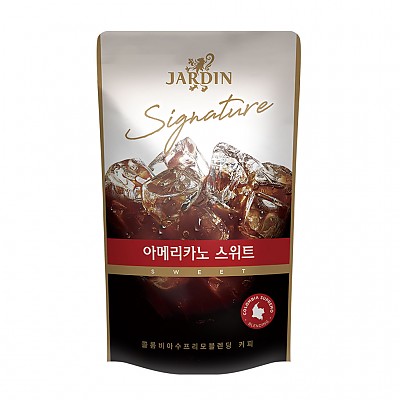 JARDIN
Signature
아메리카노 스위트
SWEET
COLOMBIA SUPREMO
BLENDING
콜롬비아수프리모블렌딩 커피